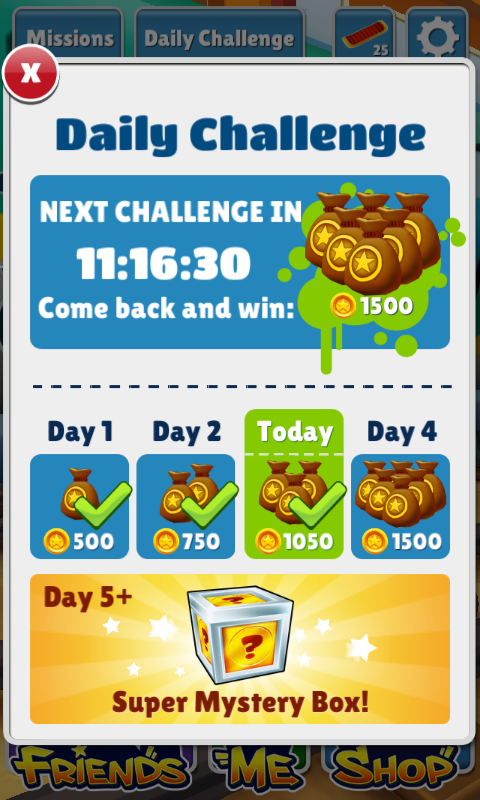 Missions
Daily Challenge
25
X
Daily Challenge
NEXT CHALLENGE IN
11:16:30
Come back and win:
1500
Day 1
Day 2
Today
Day 4
500
750
1050
1500
Day 5+
?
?
Super Mystery Box!
FRIENDS
ME
SHOP